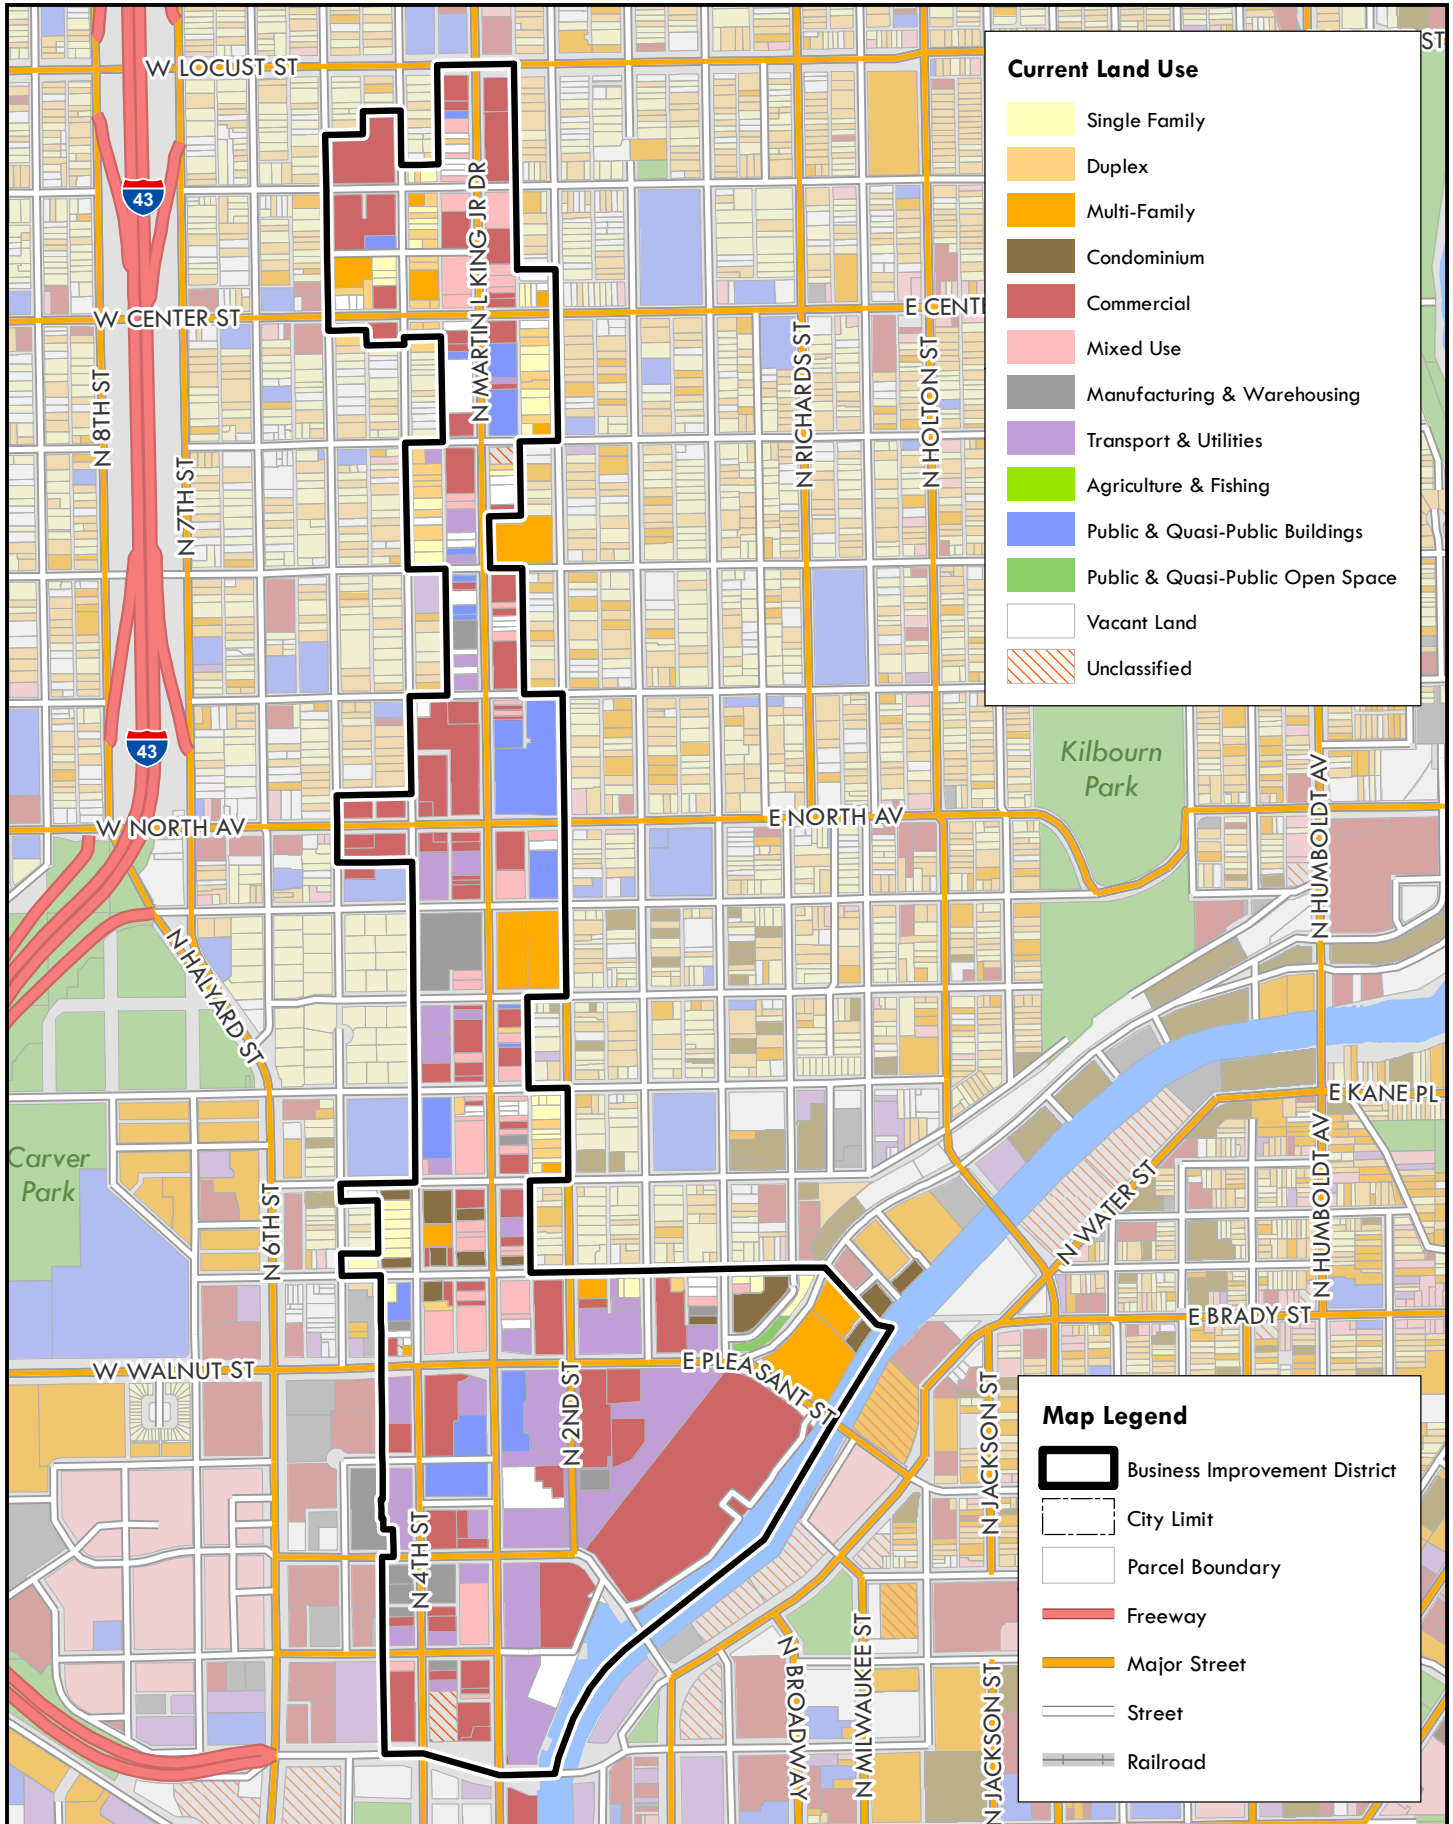 W LOCUST ST
ST
Current Land Use
Single Family
Duplex
Multi-Family
Condominium
Commercial
Mixed Use
Manufacturing & Warehousing
Transport & Utilities
Agriculture & Fishing
Public & Quasi-Public Buildings
Public & Quasi-Public Open Space
Vacant Land
Unclassified
43
N MARTIN L KING JR DR
W CENTER ST
E CENT
N 8TH ST
N 7TH ST
N RICHARDS ST
N HOLTON ST
43
Kilbourn
Park
W NORTH AV
E NORTH AV
N HUMBOLDT AV
N HALYARD ST
E KANE PL
Carver
Park
N 6TH ST
N WATER ST
N HUMBOLDT AV
E BRADY ST
W WALNUT ST
E PLEASANT ST
N 2ND ST
N JACKSON ST
N 4TH ST
Map Legend
Business Improvement District
City Limit
Parcel Boundary
Freeway
Major Street
Street
Railroad
N BROADWAY
N MILWAUKEE ST
N JACKSON ST